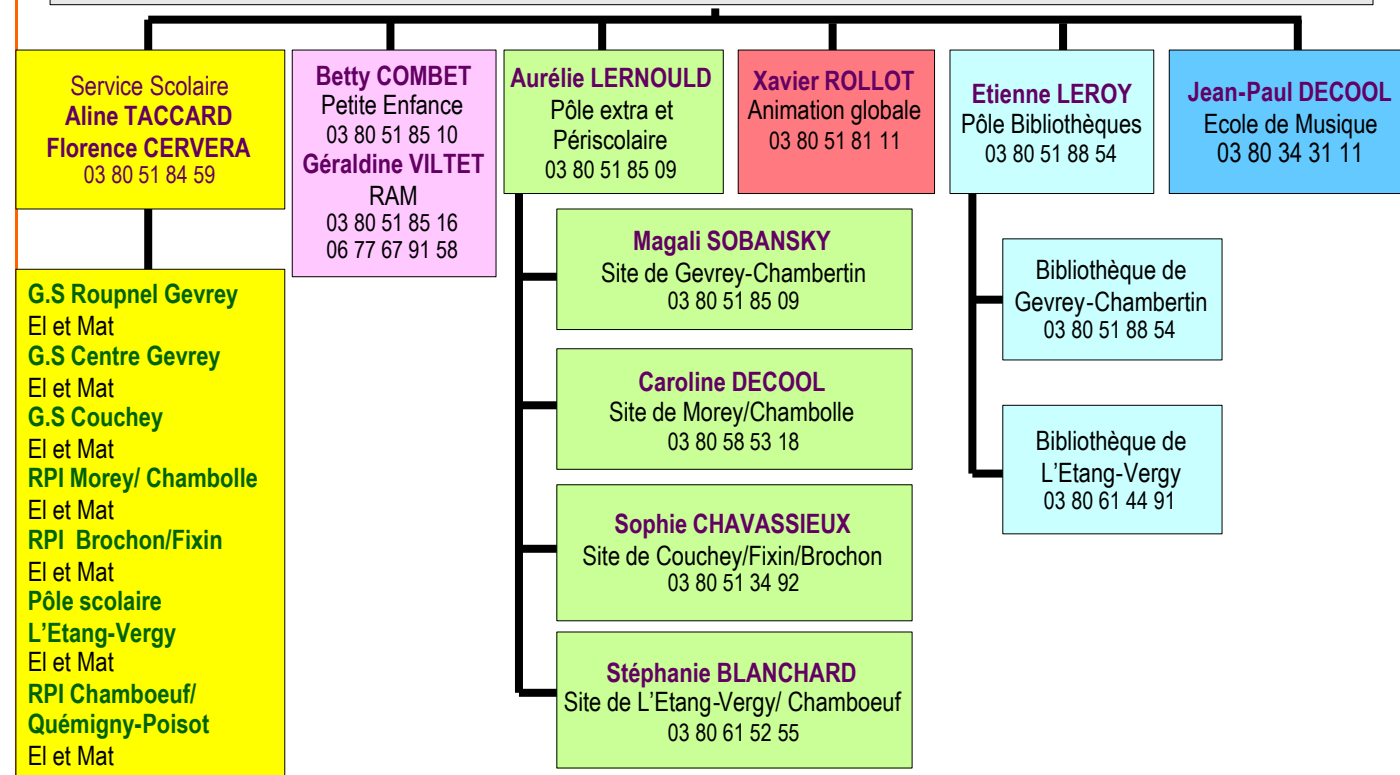 Service Scolaire
Aline TACCARD
Florence CERVERA
03 80 51 84 59
Betty COMBET
Petite Enfance
03 80 51 85 10
Géraldine VILTET
RAM
03 80 51 85 16
06 77 67 91 58
Aurélie LERNOULD
Pôle extra et
Périscolaire
03 80 51 85 09
Xavier ROLLOT
Animation globale
03 80 51 81 11
Etienne LEROY
Pôle Bibliothèques
03 80 51 88 54
Jean-Paul DECOOL
Ecole de Musique
03 80 34 31 11
G.S Roupnel Gevrey
El et Mat
G.S Centre Gevrey
El et Mat
G.S Couchey
El et Mat
RPI Morey/ Chambolle
El et Mat
RPI Brochon/Fixin
El et Mat
Pôle scolaire
L'Etang-Vergy
El et Mat
RPI Chamboeuf/
Quémigny-Poisot
El et Mat
Magali SOBANSKY
Site de Gevrey-Chambertin
03 80 51 85 09
Caroline DECOOL
Site de Morey/Chambolle
03 80 58 53 18
Sophie CHAVASSIEUX
Site de Couchey/Fixin/Brochon
03 80 51 34 92
Stéphanie BLANCHARD
Site de L'Etang-Vergy/ Chamboeuf
03 80 61 52 55
Bibliothèque de
Gevrey-Chambertin
03 80 51 88 54
Bibliothèque de
L'Etang-Vergy
03 80 61 44 91